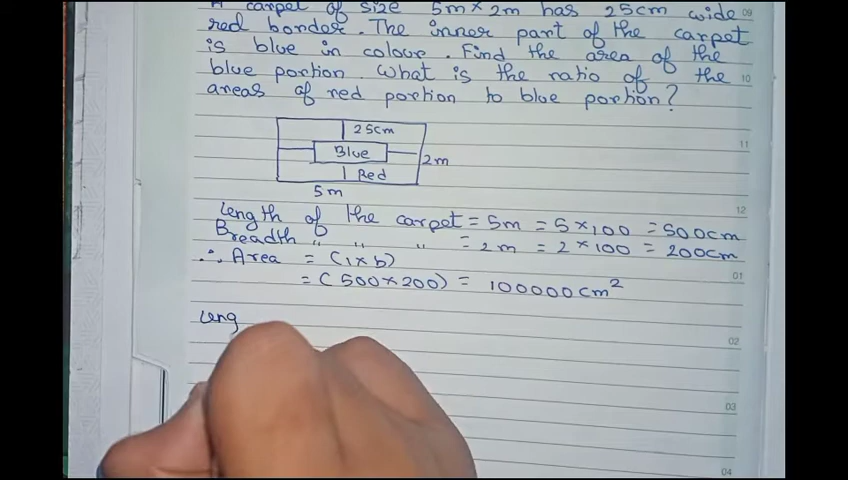 A carpet of size 5m × 2m has 25cm wide
red border. The inner part of the carpet
is blue in colour. Find the area of the
blue portion. What is the ratio of the
areas of red portion to blue portion?
25cm
Blue
2m
Red
5m
Length of the carpet = 5m = 5×100 = 500cm
Breadth " " " = 2m = 2×100 = 200cm
∴ Area = (l×b)
= (500×200) = 100000cm²
Leng
09
10
11
12
01
02
03
04